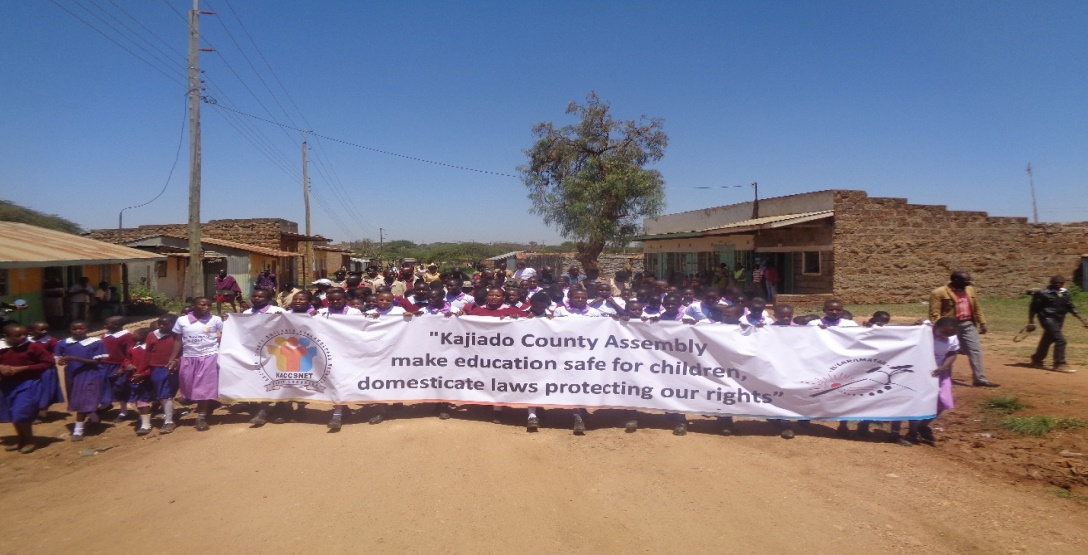 "Kajiado County Assembly
make education safe for children,
domesticate laws protecting our rights"
KACCSNET